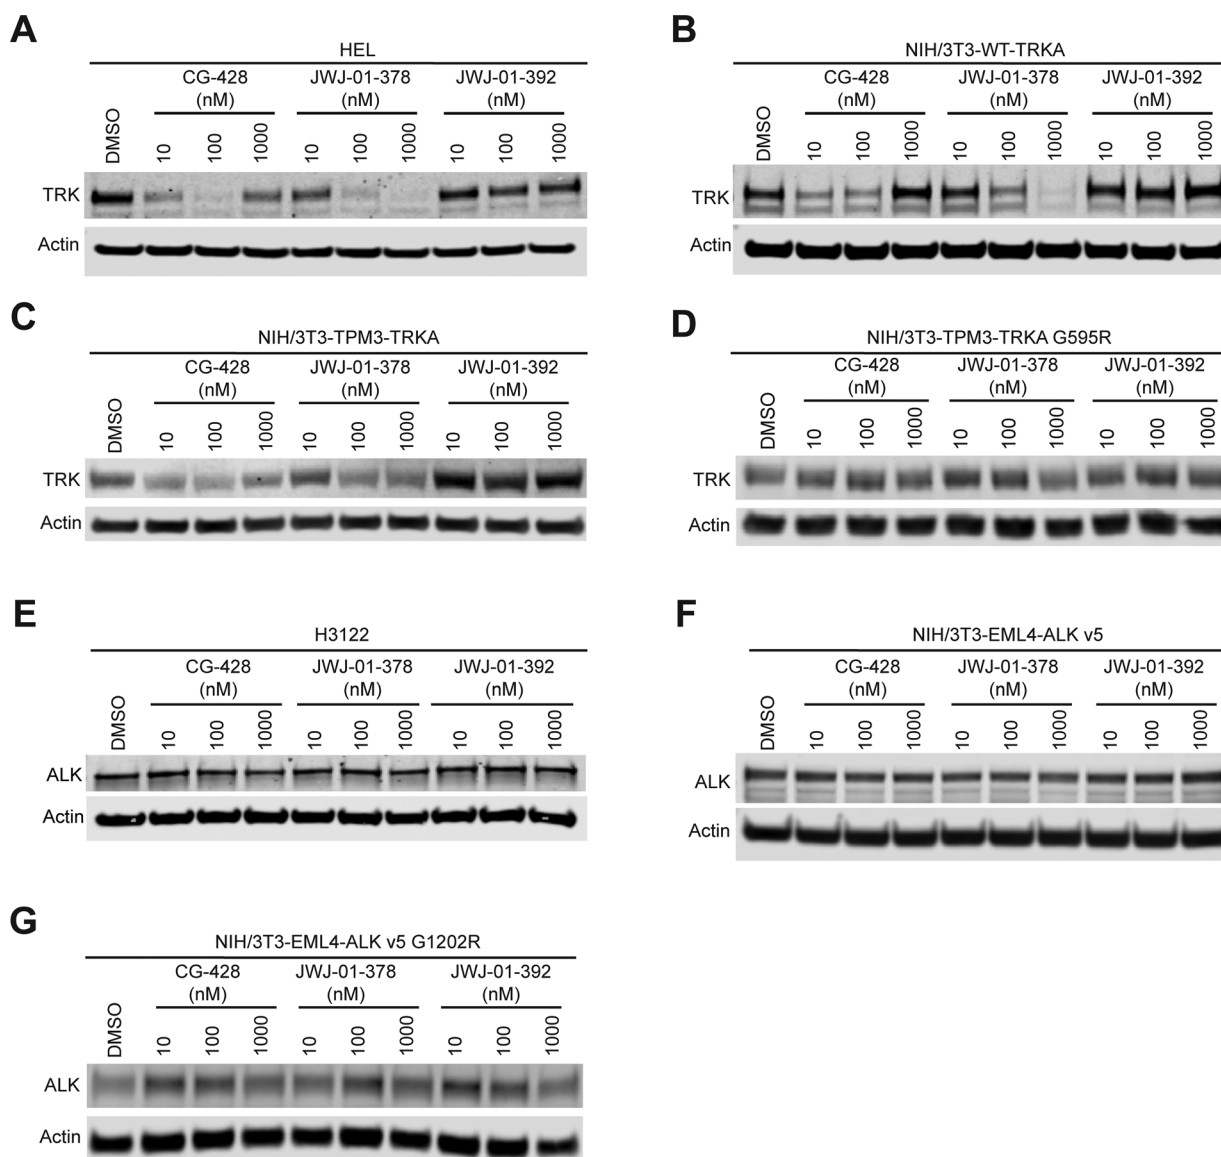 A
HEL
CG-428 JWJ-01-378 JWJ-01-392
(nM) (nM) (nM)
DMSO 10 100 1000 10 100 1000 10 100 1000
TRK
Actin
B
NIH/3T3-WT-TRKA
CG-428 JWJ-01-378 JWJ-01-392
(nM) (nM) (nM)
DMSO 10 100 1000 10 100 1000 10 100 1000
TRK
Actin
C
NIH/3T3-TPM3-TRKA
CG-428 JWJ-01-378 JWJ-01-392
(nM) (nM) (nM)
DMSO 10 100 1000 10 100 1000 10 100 1000
TRK
Actin
D
NIH/3T3-TPM3-TRKA G595R
CG-428 JWJ-01-378 JWJ-01-392
(nM) (nM) (nM)
DMSO 10 100 1000 10 100 1000 10 100 1000
TRK
Actin
E
H3122
CG-428 JWJ-01-378 JWJ-01-392
(nM) (nM) (nM)
DMSO 10 100 1000 10 100 1000 10 100 1000
ALK
Actin
F
NIH/3T3-EML4-ALK v5
CG-428 JWJ-01-378 JWJ-01-392
(nM) (nM) (nM)
DMSO 10 100 1000 10 100 1000 10 100 1000
ALK
Actin
G
NIH/3T3-EML4-ALK v5 G1202R
CG-428 JWJ-01-378 JWJ-01-392
(nM) (nM) (nM)
DMSO 10 100 1000 10 100 1000 10 100 1000
ALK
Actin